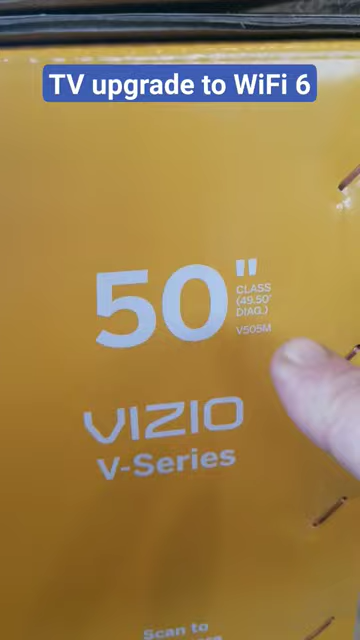 TV upgrade to WiFi 6
50"
CLASS
(49.50"
DIAG.)
V505M
VIZIO
V-Series
Scan to